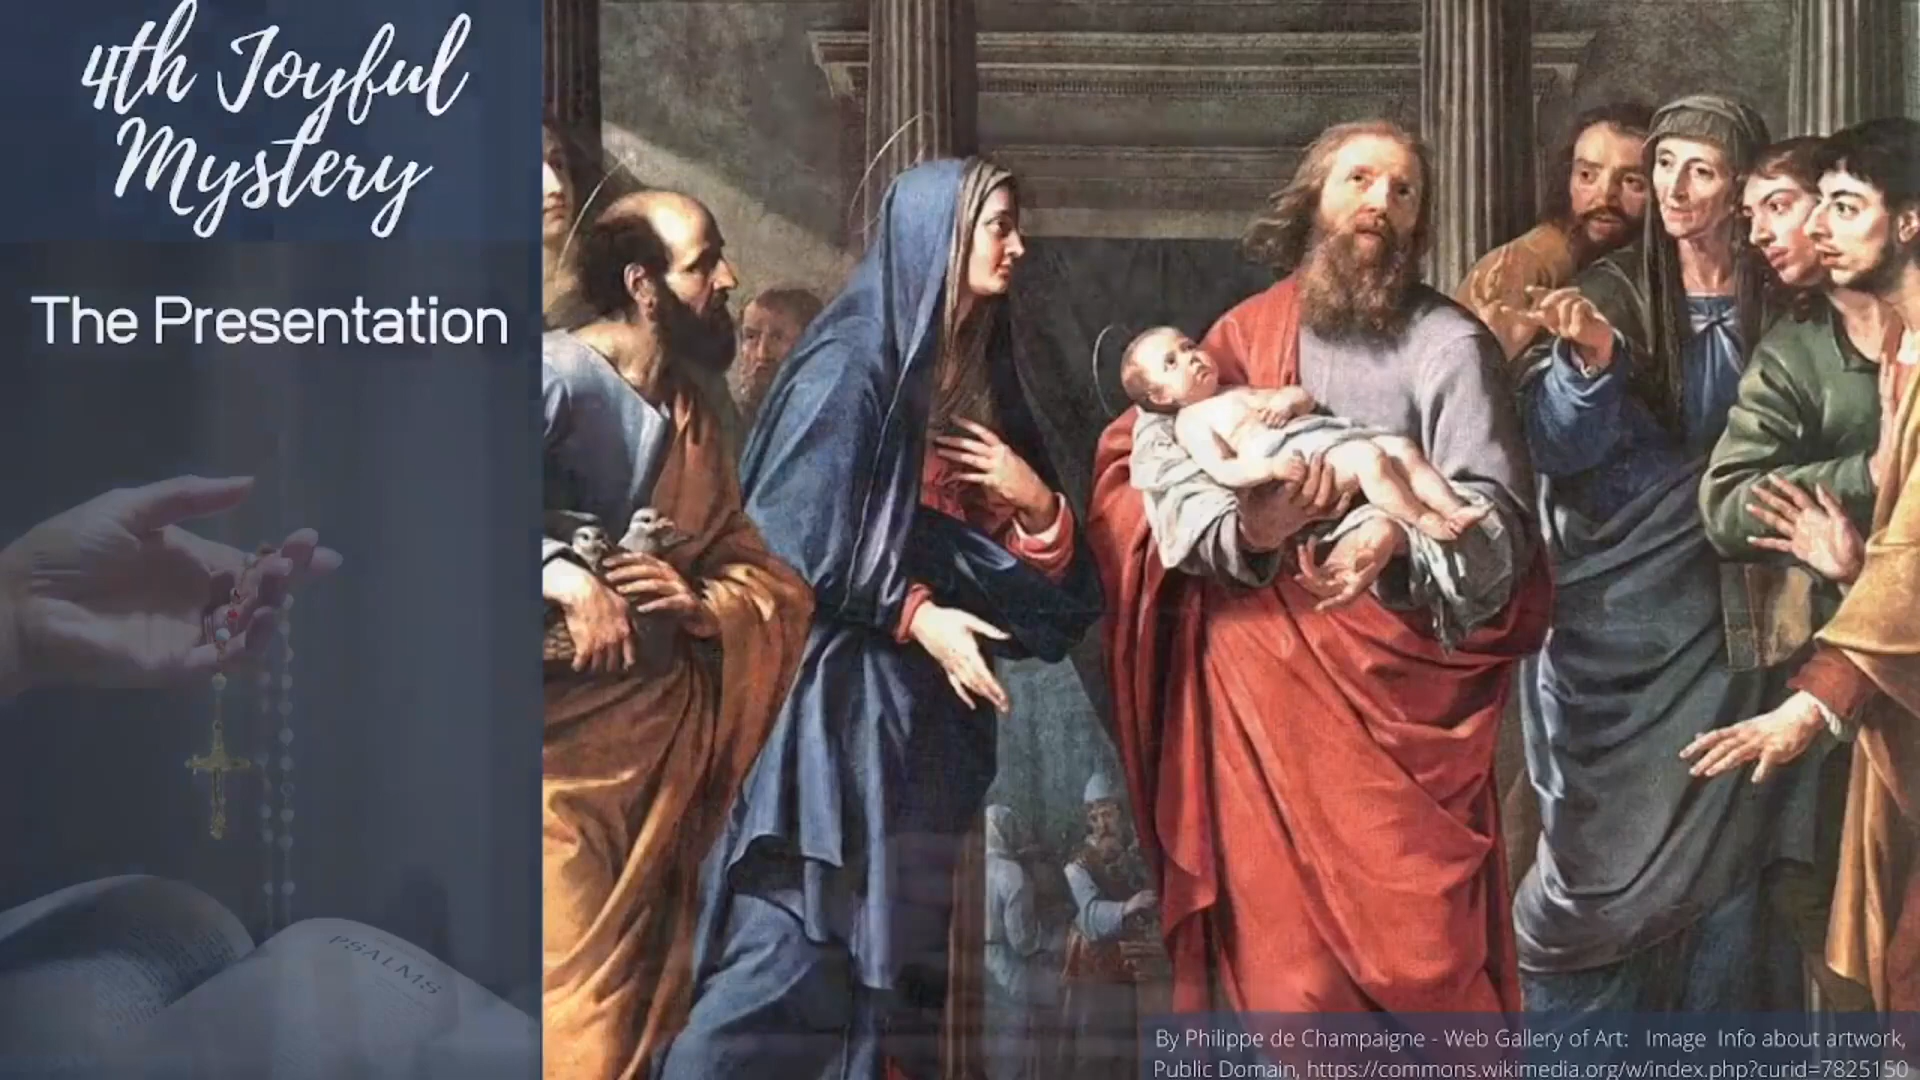 4th Joyful
Mystery
The Presentation
PSALMS
By Philippe de Champaigne - Web Gallery of Art: Image Info about artwork,
Public Domain, https://commons.wikimedia.org/w/index.php?curid=7825150